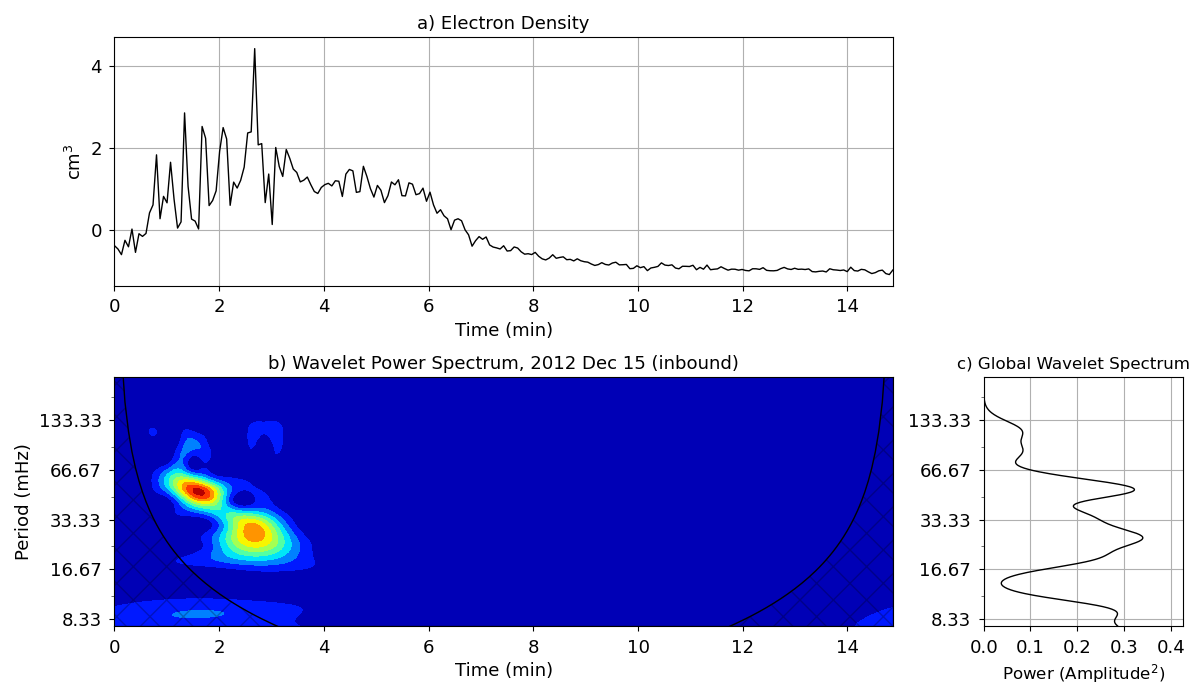 a) Electron Density
cm³
4
2
0
0 2 4 6 8 10 12 14
Time (min)
b) Wavelet Power Spectrum, 2012 Dec 15 (inbound)
Period (mHz)
133.33
66.67
33.33
16.67
8.33
0 2 4 6 8 10 12 14
Time (min)
c) Global Wavelet Spectrum
133.33
66.67
33.33
16.67
8.33
0.0 0.1 0.2 0.3 0.4
Power (Amplitude²)